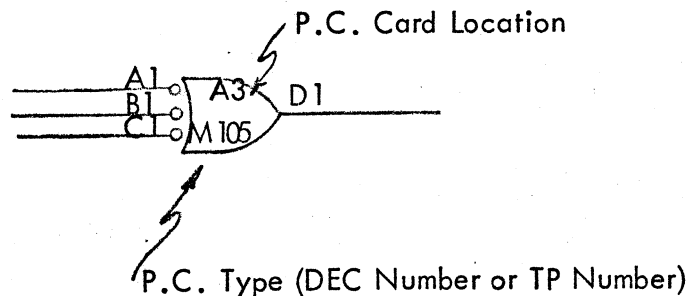 P.C. Card Location
A1
A3
D1
B1
C1
M105
P.C. Type (DEC Number or TP Number)